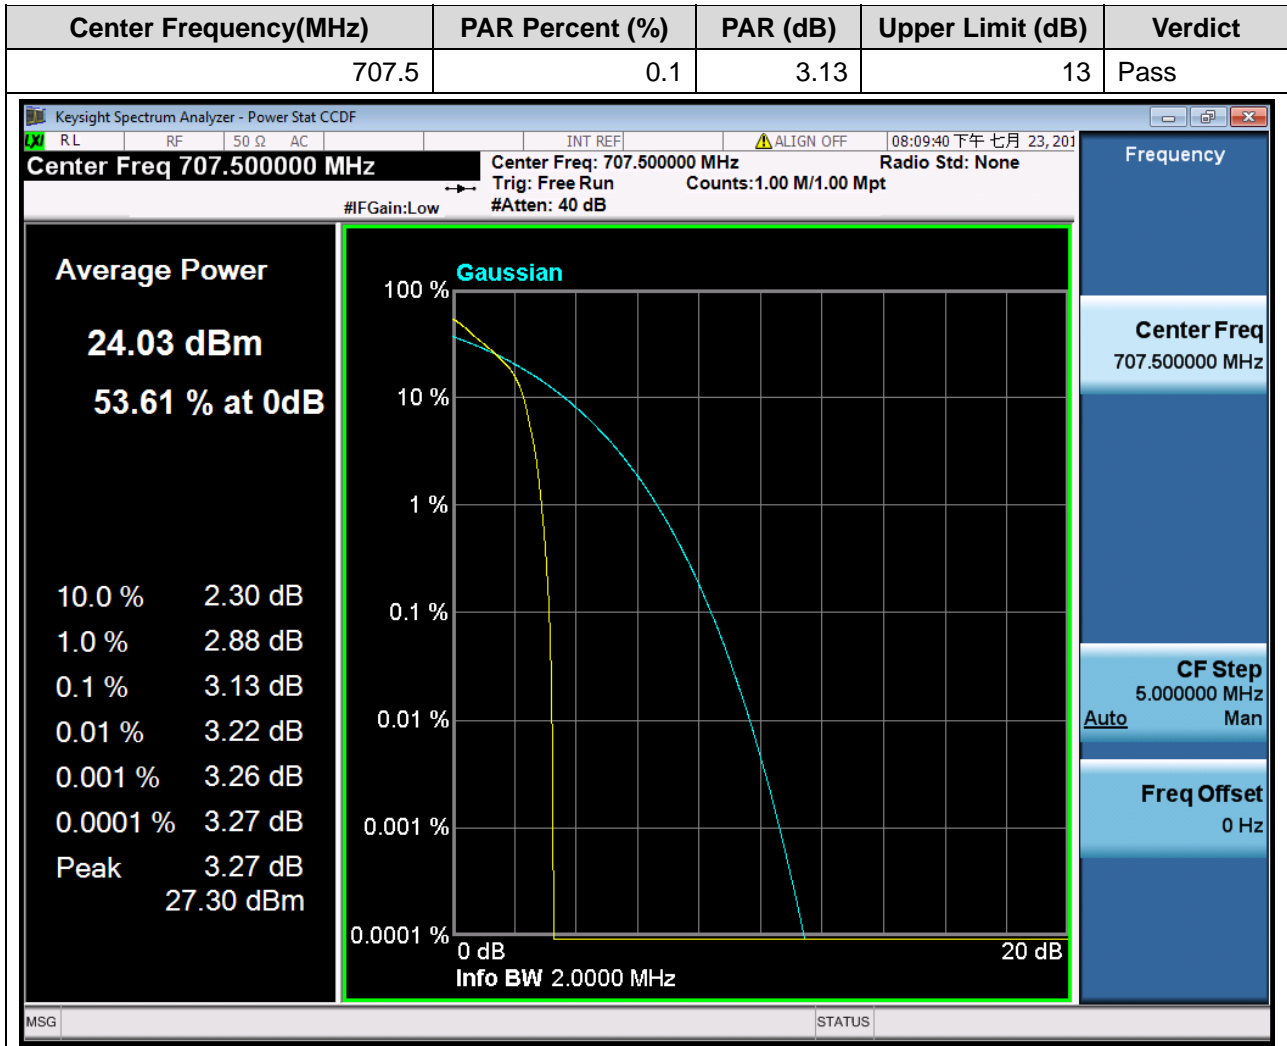 Center Frequency(MHz) PAR Percent (%) PAR (dB) Upper Limit (dB) Verdict
707.5 0.1 3.13 13 Pass
Keysight Spectrum Analyzer - Power Stat CCDF
LXI RL RF 50 Ω AC INT REF ALIGN OFF 08:09:40 下午 七月 23, 201
Center Freq 707.500000 MHz
#IFGain:Low
Center Freq: 707.500000 MHz Radio Std: None
Trig: Free Run Counts:1.00 M/1.00 Mpt
#Atten: 40 dB
Average Power
24.03 dBm
53.61 % at 0dB
10.0 % 2.30 dB
1.0 % 2.88 dB
0.1 % 3.13 dB
0.01 % 3.22 dB
0.001 % 3.26 dB
0.0001 % 3.27 dB
Peak 3.27 dB
27.30 dBm
Gaussian
100 %
10 %
1 %
0.1 %
0.01 %
0.001 %
0.0001 %
0 dB 20 dB
Info BW 2.0000 MHz
Frequency
Center Freq
707.500000 MHz
CF Step
5.000000 MHz
Auto Man
Freq Offset
0 Hz
MSG STATUS